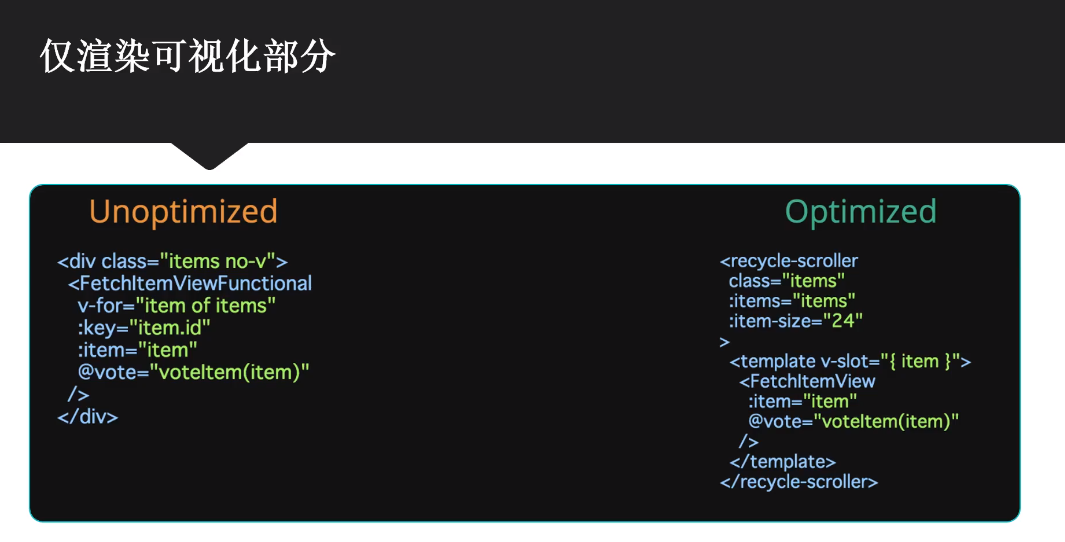 仅渲染可视化部分
Unoptimized
<div class="items no-v">
<FetchItemViewFunctional
v-for="item of items"
:key="item.id"
:item="item"
@vote="voteItem(item)"
/>
</div>
Optimized
<recycle-scroller
class="items"
:items="items"
:item-size="24"
>
<template v-slot="{ item }">
<FetchItemView
:item="item"
@vote="voteItem(item)"
/>
</template>
</recycle-scroller>